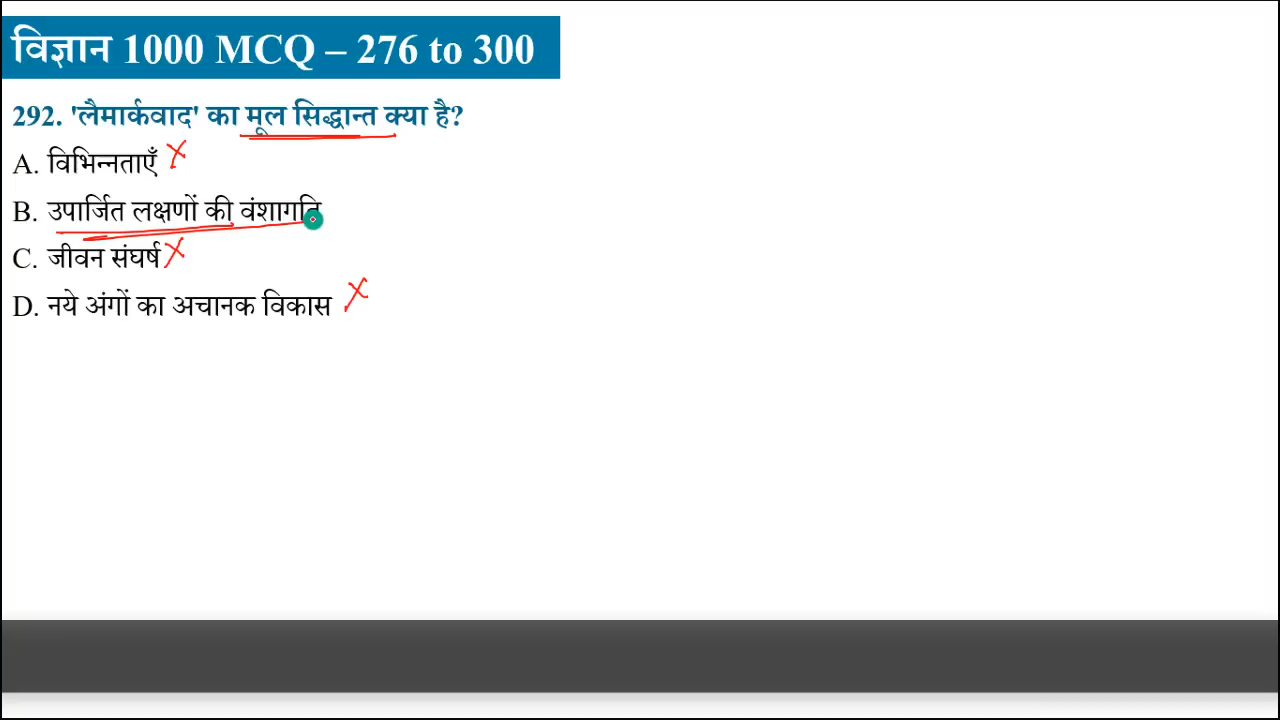 विज्ञान 1000 MCQ – 276 to 300
292. 'लैमार्कवाद' का मूल सिद्धान्त क्या है?
A. विभिन्नताएँ
B. उपार्जित लक्षणों की वंशागति
C. जीवन संघर्ष
D. नये अंगों का अचानक विकास